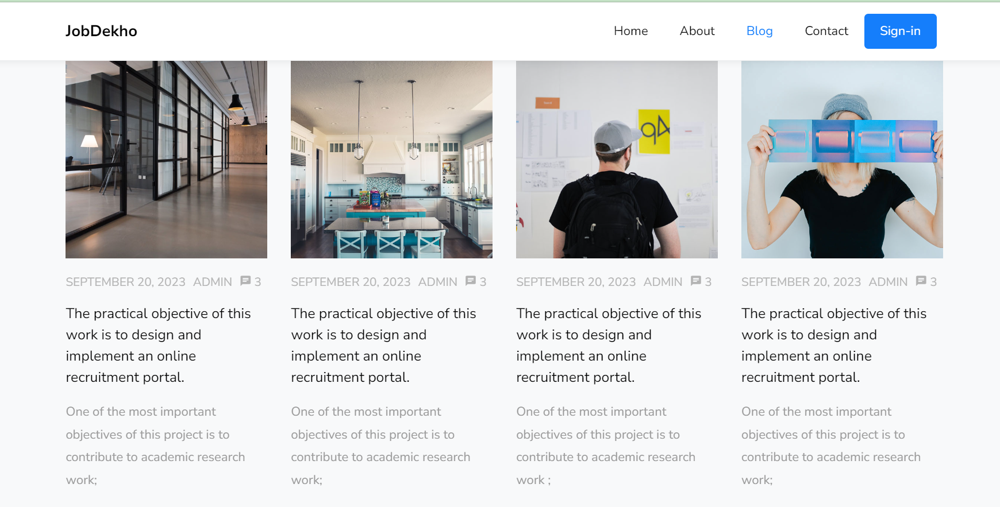 JobDekho
Home About Blog Contact Sign-in
SEPTEMBER 20, 2023 ADMIN 3
The practical objective of this
work is to design and
implement an online
recruitment portal.
One of the most important
objectives of this project is to
contribute to academic research
work;
SEPTEMBER 20, 2023 ADMIN 3
The practical objective of this
work is to design and
implement an online
recruitment portal.
One of the most important
objectives of this project is to
contribute to academic research
work;
94
SEPTEMBER 20, 2023 ADMIN 3
The practical objective of this
work is to design and
implement an online
recruitment portal.
One of the most important
objectives of this project is to
contribute to academic research
work ;
SEPTEMBER 20, 2023 ADMIN 3
The practical objective of this
work is to design and
implement an online
recruitment portal.
One of the most important
objectives of this project is to
contribute to academic research
work;